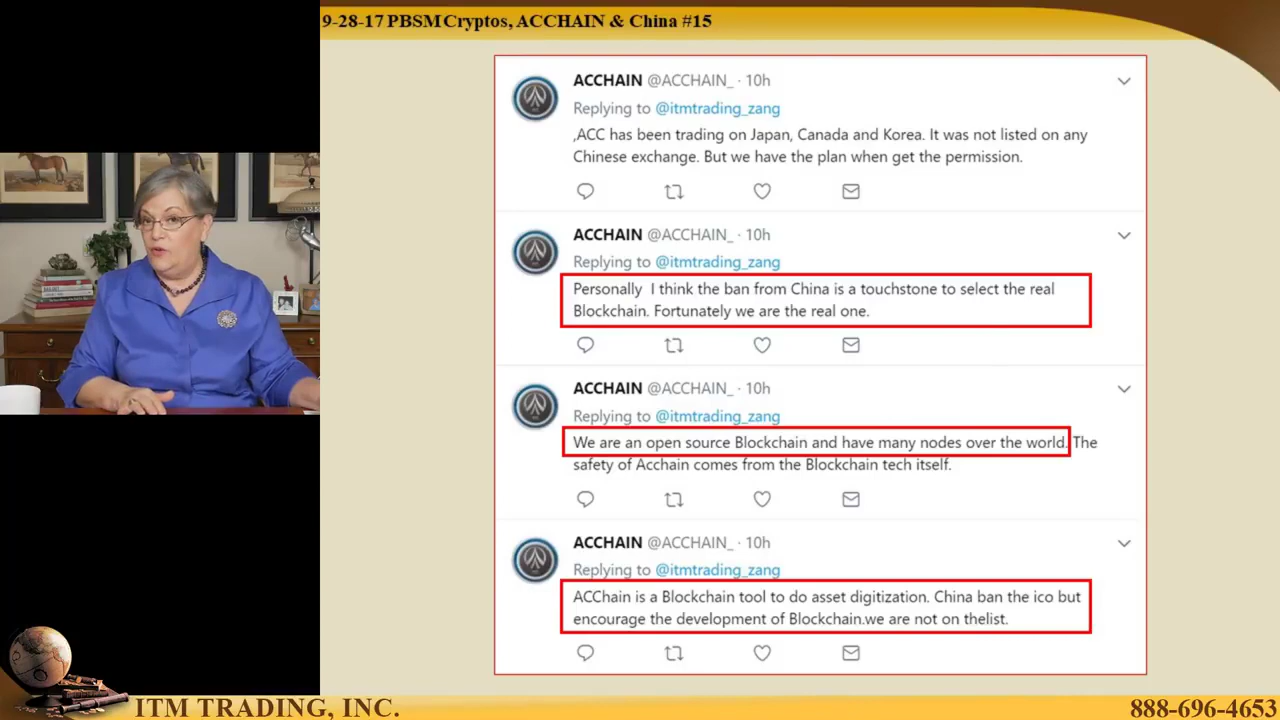 9-28-17 PBSM Cryptos, ACCHAIN & China #15
ACCHAIN @ACCHAIN_ · 10h
Replying to @itmtrading_zang
,ACC has been trading on Japan, Canada and Korea. It was not listed on any
Chinese exchange. But we have the plan when get the permission.
ACCHAIN @ACCHAIN_ · 10h
Replying to @itmtrading_zang
Personally I think the ban from China is a touchstone to select the real
Blockchain. Fortunately we are the real one.
ACCHAIN @ACCHAIN_ · 10h
Replying to @itmtrading_zang
We are an open source Blockchain and have many nodes over the world. The
safety of Acchain comes from the Blockchain tech itself.
ACCHAIN @ACCHAIN_ · 10h
Replying to @itmtrading_zang
ACChain is a Blockchain tool to do asset digitization. China ban the ico but
encourage the development of Blockchain.we are not on thelist.
ITM TRADING, INC.
888-696-4653